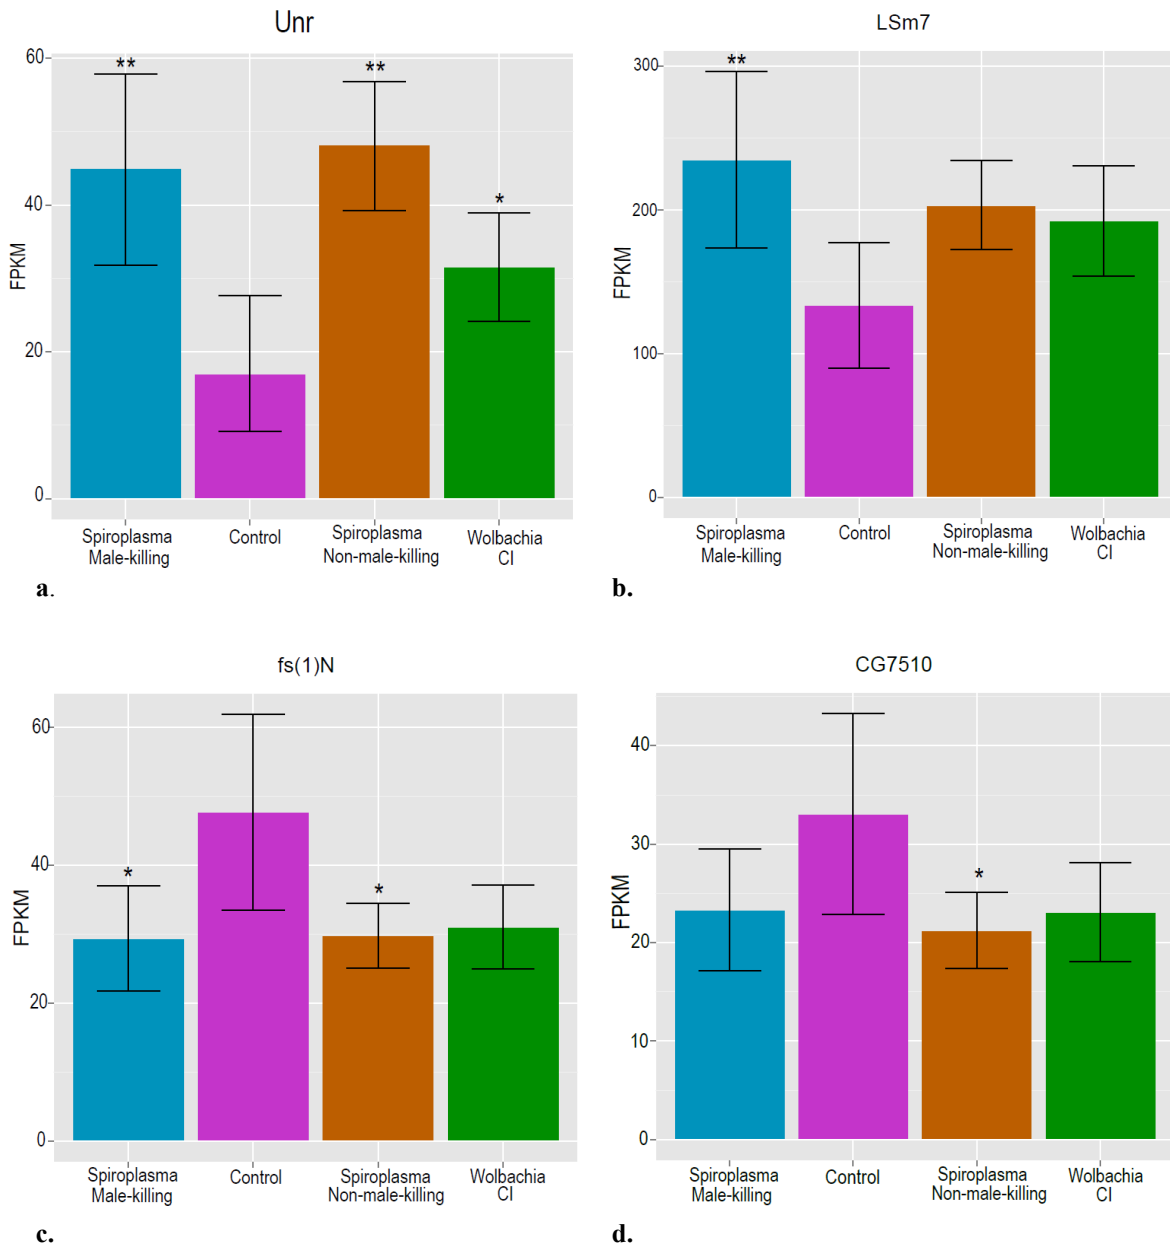 Unr
60
**
**
40
*
20
0
FPKM
Spiroplasma
Male-killing
Control
Spiroplasma
Non-male-killing
Wolbachia
CI
a.
LSm7
300
**
200
100
0
FPKM
Spiroplasma
Male-killing
Control
Spiroplasma
Non-male-killing
Wolbachia
CI
b.
fs(1)N
60
40
*
*
20
0
FPKM
Spiroplasma
Male-killing
Control
Spiroplasma
Non-male-killing
Wolbachia
CI
c.
CG7510
40
30
*
20
10
0
FPKM
Spiroplasma
Male-killing
Control
Spiroplasma
Non-male-killing
Wolbachia
CI
d.